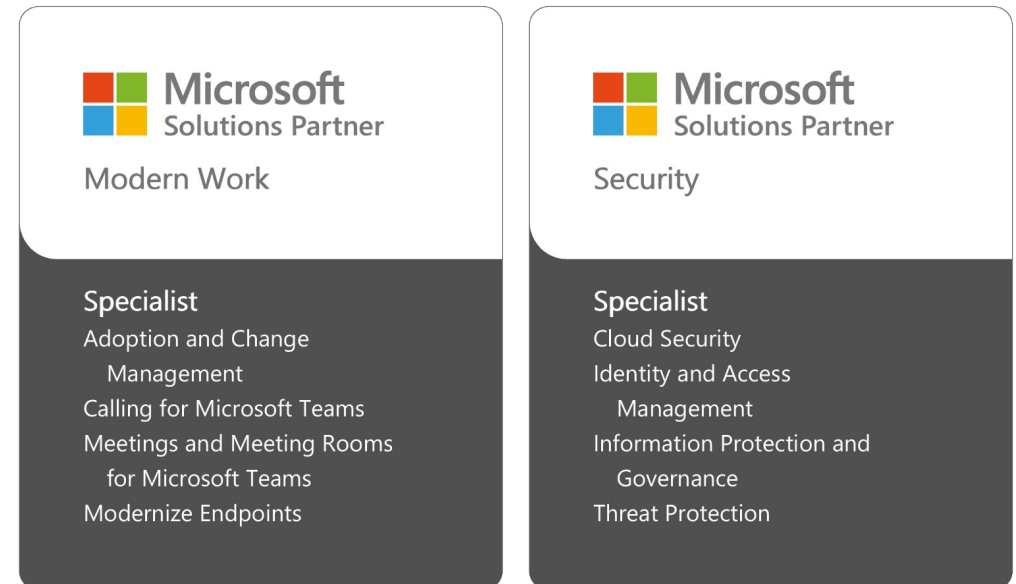 Microsoft
Solutions Partner
Modern Work
Specialist
Adoption and Change
Management
Calling for Microsoft Teams
Meetings and Meeting Rooms
for Microsoft Teams
Modernize Endpoints
Microsoft
Solutions Partner
Security
Specialist
Cloud Security
Identity and Access
Management
Information Protection and
Governance
Threat Protection